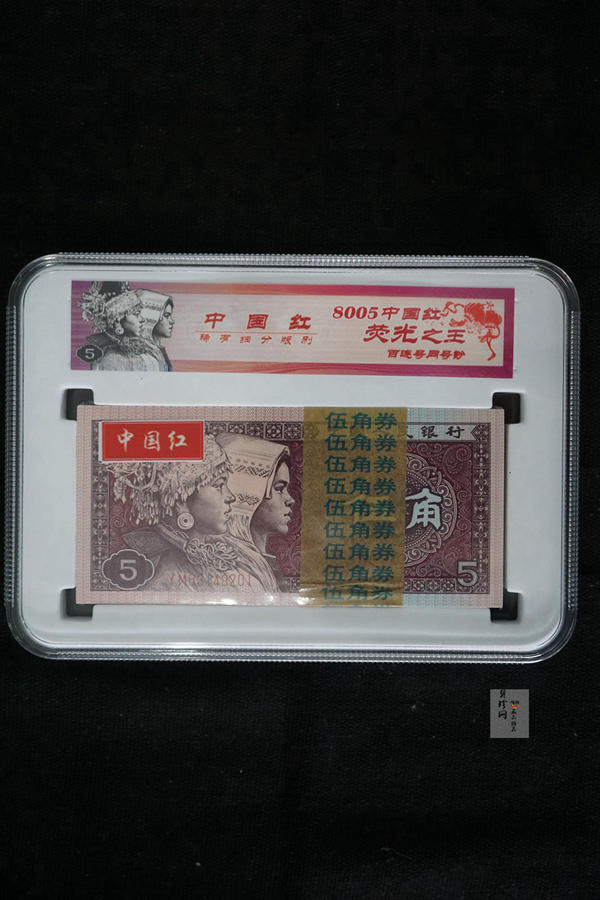 中国红
稀有细分版别
8005中国红
荧光之王
百连号同号钞
5
中国红
伍角券
伍角券
伍角券
伍角券
伍角券
伍角券
伍角券
伍角券
伍角券
银行
角
5
5